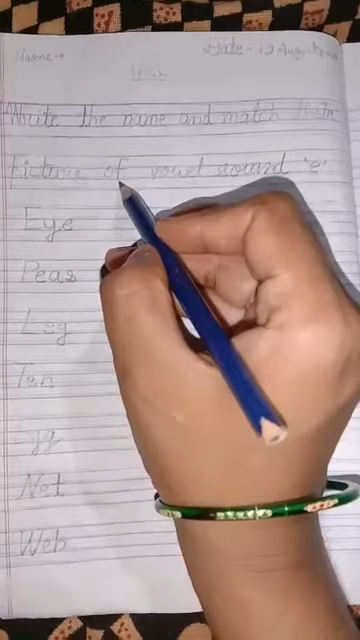 Name→ Date- 12 August
Write the name and match them
Picture of vowel sound 'e'
Eye
Peas
Leg
Ten
Net
Web